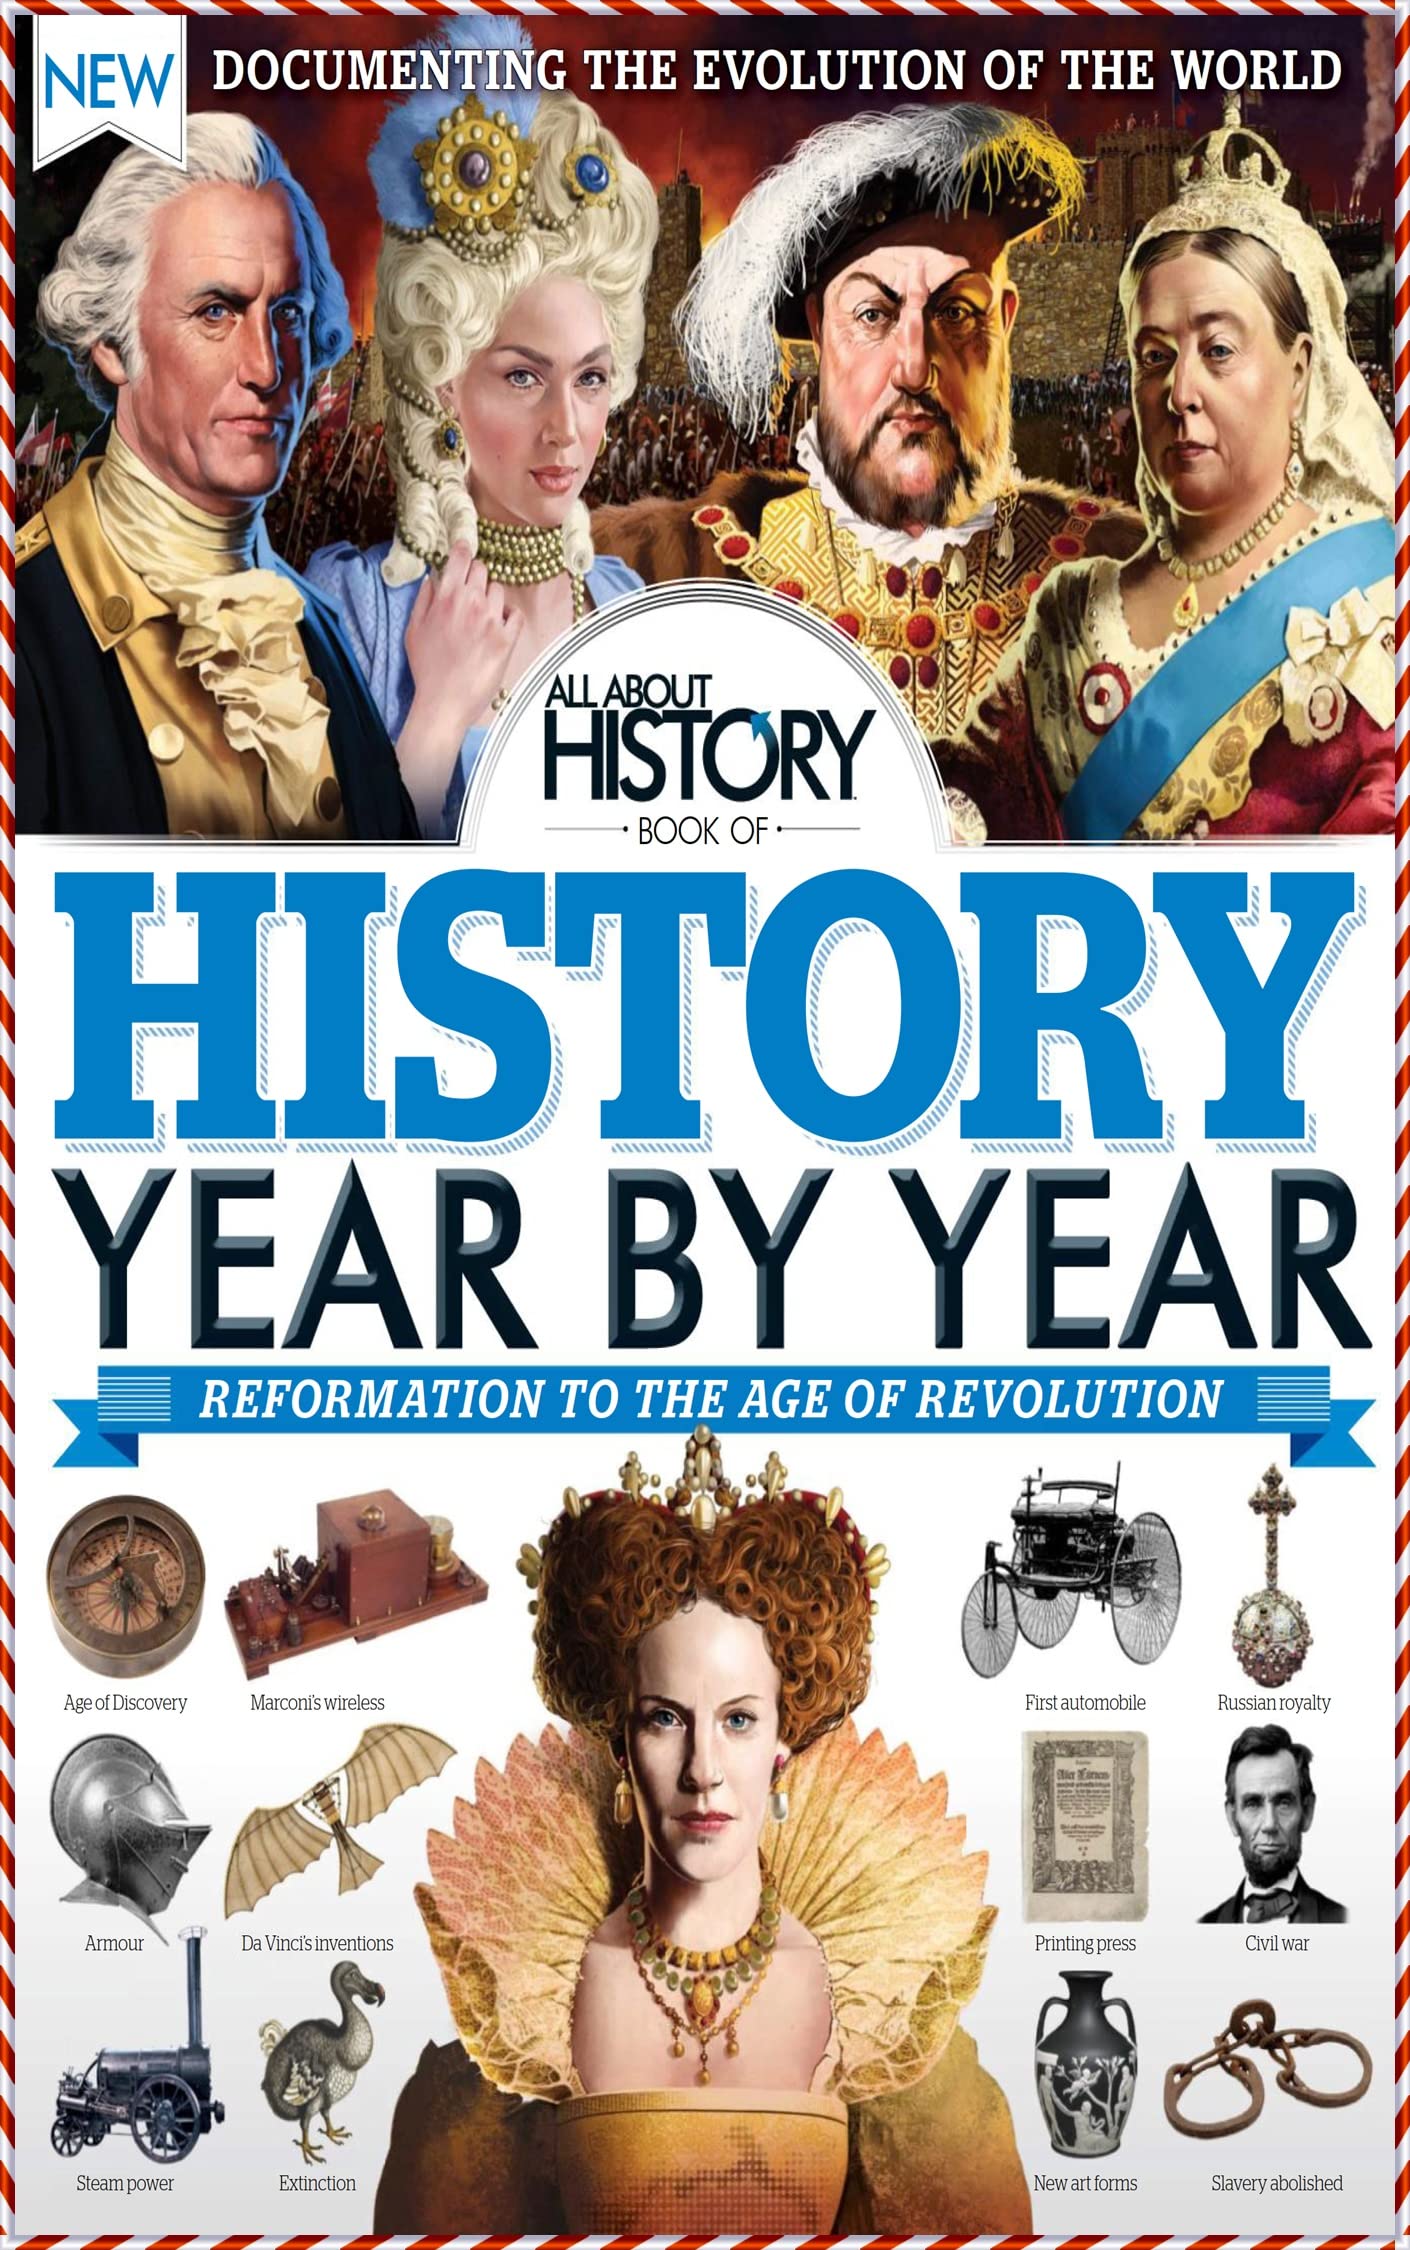 NEW
DOCUMENTING THE EVOLUTION OF THE WORLD
ALL ABOUT
HISTORY
BOOK OF
HISTORY
YEAR BY YEAR
REFORMATION TO THE AGE OF REVOLUTION
Age of Discovery
Marconi's wireless
First automobile
Russian royalty
Armour
Da Vinci's inventions
Printing press
Civil war
Steam power
Extinction
New art forms
Slavery abolished